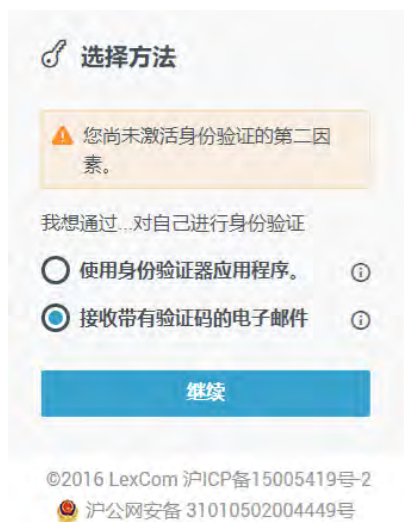 选择方法
您尚未激活身份验证的第二因
素。
我想通过...对自己进行身份验证
使用身份验证器应用程序。
接收带有验证码的电子邮件
继续
©2016 LexCom 沪ICP备15005419号-2
沪公网安备 31010502004449号